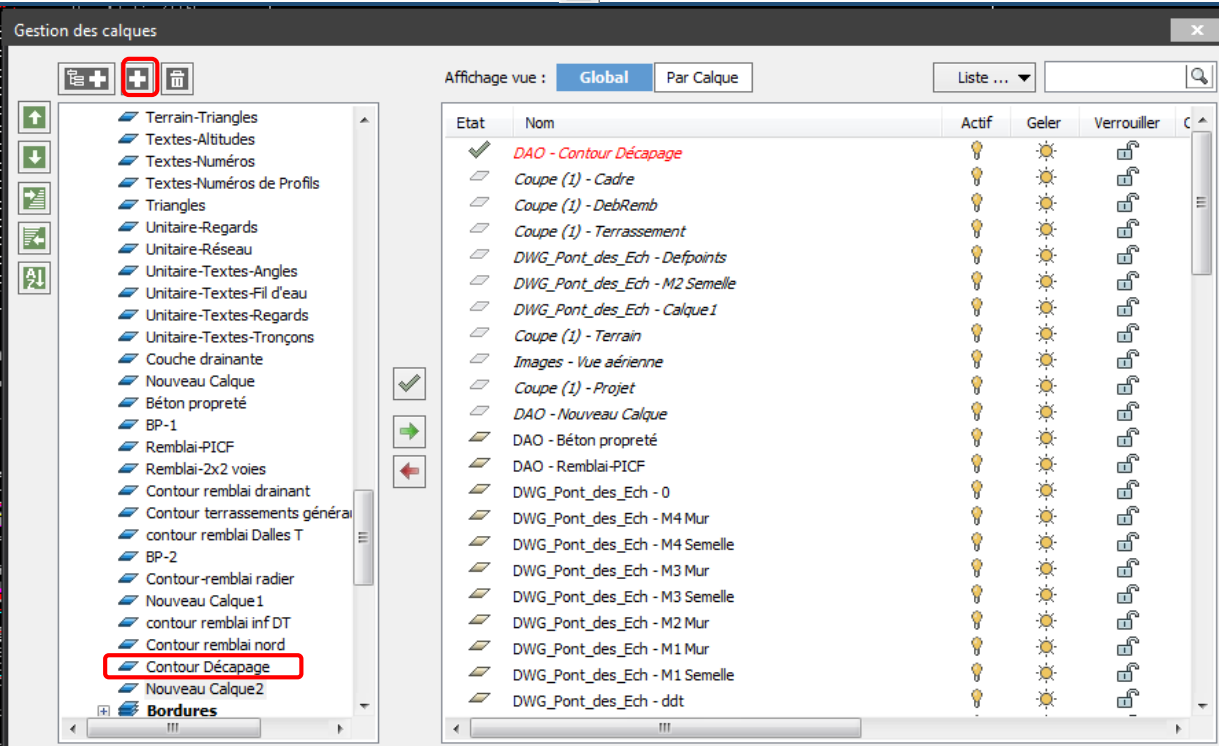 Gestion des calques
Affichage vue : Global Par Calque Liste ...
Terrain-Triangles
Textes-Altitudes
Textes-Numéros
Textes-Numéros de Profils
Triangles
Unitaire-Regards
Unitaire-Réseau
Unitaire-Textes-Angles
Unitaire-Textes-Fil d'eau
Unitaire-Textes-Regards
Unitaire-Textes-Tronçons
Couche drainante
Nouveau Calque
Béton propreté
BP-1
Remblai-PICF
Remblai-2x2 voies
Contour remblai drainant
Contour terrassements générau
contour remblai Dalles T
BP-2
Contour-remblai radier
Nouveau Calque1
contour remblai inf DT
Contour remblai nord
Contour Décapage
Nouveau Calque2
Bordures
Etat Nom Actif Geler Verrouiller C
DAO - Contour Décapage
Coupe (1) - Cadre
Coupe (1) - DebRemb
Coupe (1) - Terrassement
DWG_Pont_des_Ech - Defpoints
DWG_Pont_des_Ech - M2 Semelle
DWG_Pont_des_Ech - Calque1
Coupe (1) - Terrain
Images - Vue aérienne
Coupe (1) - Projet
DAO - Nouveau Calque
DAO - Béton propreté
DAO - Remblai-PICF
DWG_Pont_des_Ech - 0
DWG_Pont_des_Ech - M4 Mur
DWG_Pont_des_Ech - M4 Semelle
DWG_Pont_des_Ech - M3 Mur
DWG_Pont_des_Ech - M3 Semelle
DWG_Pont_des_Ech - M2 Mur
DWG_Pont_des_Ech - M1 Mur
DWG_Pont_des_Ech - M1 Semelle
DWG_Pont_des_Ech - ddt